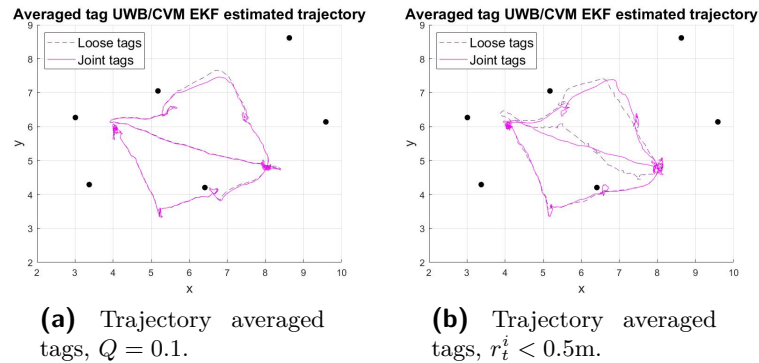 Averaged tag UWB/CVM EKF estimated trajectory
9
8
7
6
5
4
3
2
y
Loose tags
Joint tags
2 3 4 5 6 7 8 9 10
x
(a) Trajectory averaged
tags, Q = 0.1.
Averaged tag UWB/CVM EKF estimated trajectory
9
8
7
6
5
4
3
2
y
Loose tags
Joint tags
2 3 4 5 6 7 8 9 10
x
(b) Trajectory averaged
tags, r_t^i < 0.5m.